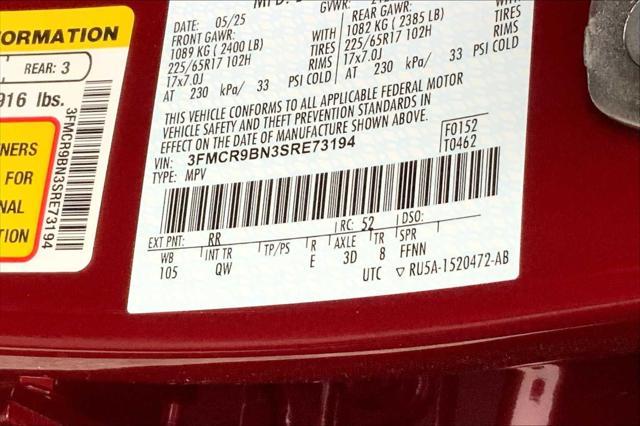 ORMATION
REAR: 3
916 lbs.
NERS
FOR
NAL
TION
3FMCR9BN3SRE73194
DATE: 05/25
GVWR:
FRONT GAWR: WITH REAR GAWR: WITH
1089 KG ( 2400 LB) TIRES 1082 KG ( 2385 LB) TIRES
225/65R17 102H RIMS 225/65R17 102H RIMS
17x7.0J 17x7.0J
AT 230 kPa/ 33 PSI COLD AT 230 kPa/ 33 PSI COLD
THIS VEHICLE CONFORMS TO ALL APPLICABLE FEDERAL MOTOR
VEHICLE SAFETY AND THEFT PREVENTION STANDARDS IN
EFFECT ON THE DATE OF MANUFACTURE SHOWN ABOVE.
VIN: 3FMCR9BN3SRE73194 F0152
TYPE: MPV T0462
EXT PNT: RR RC: 52 DSO:
WB INT TR TP/PS R AXLE TR SPR
105 QW E 3D 8 FFNN
UTC ▽ RU5A-1520472-AB